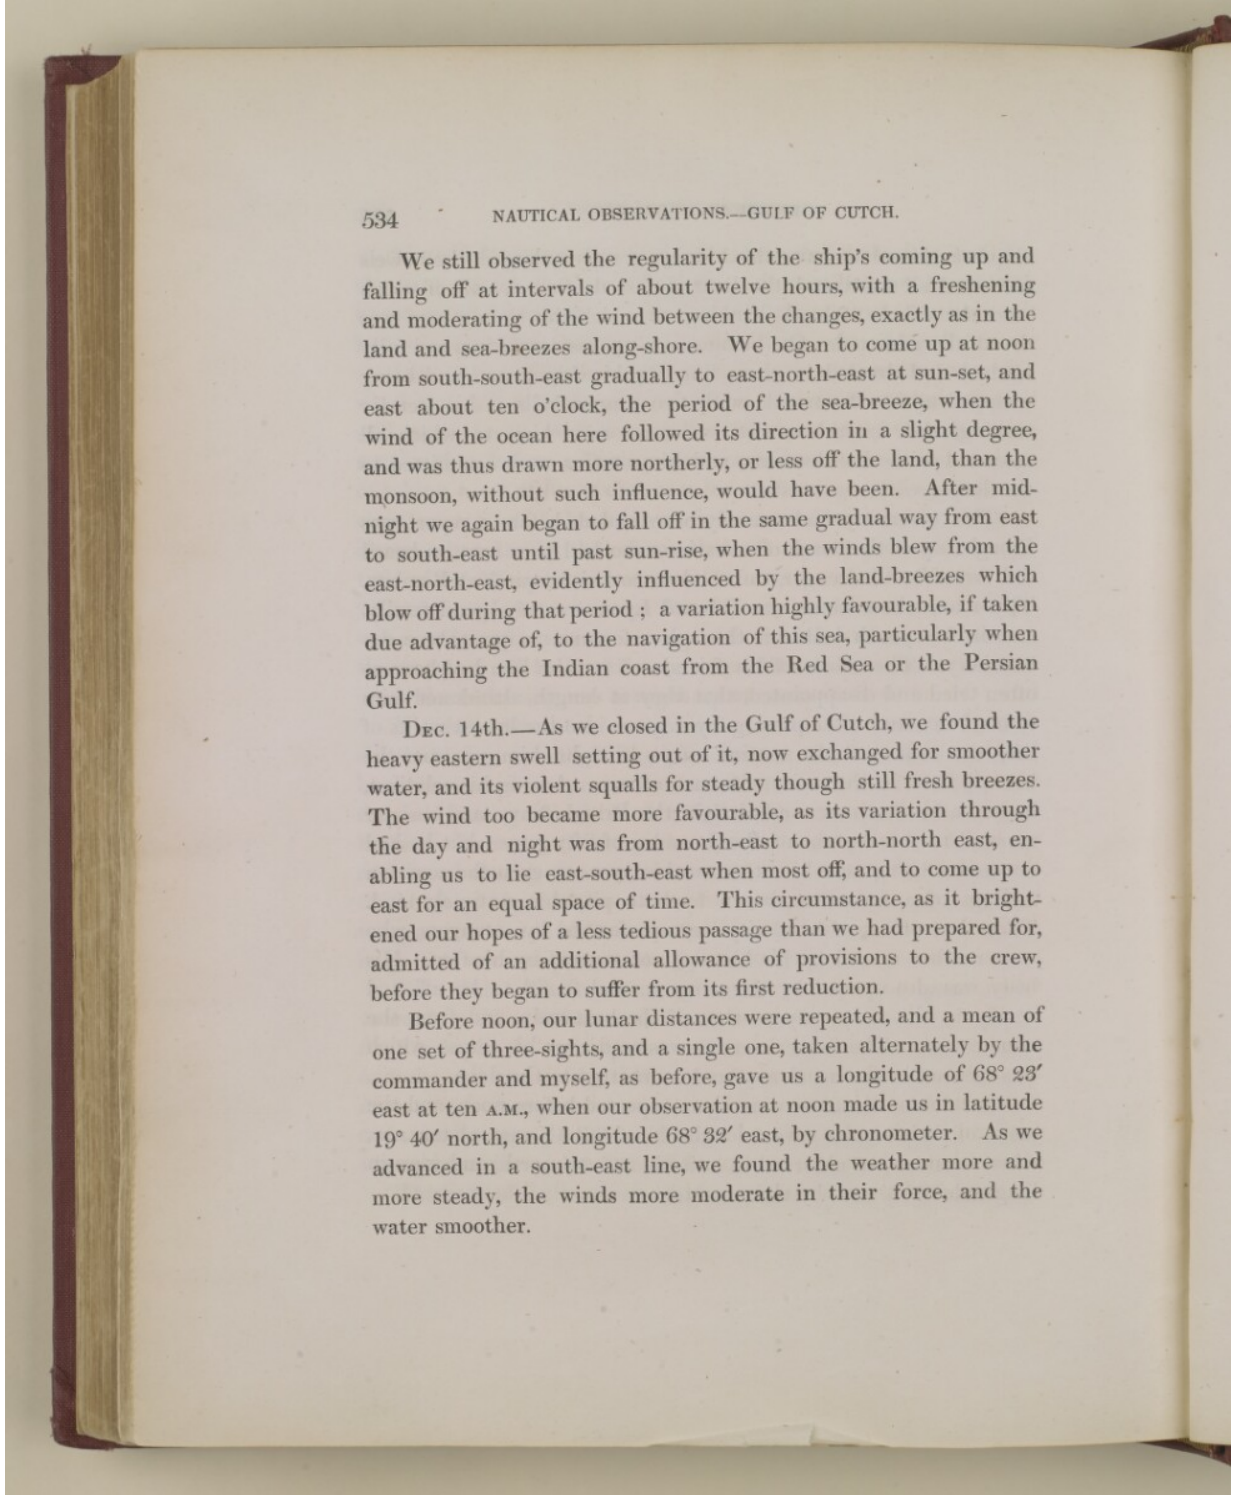 534 NAUTICAL OBSERVATIONS.—GULF OF CUTCH.
We still observed the regularity of the ship's coming up and
falling off at intervals of about twelve hours, with a freshening
and moderating of the wind between the changes, exactly as in the
land and sea-breezes along-shore. We began to come up at noon
from south-south-east gradually to east-north-east at sun-set, and
east about ten o'clock, the period of the sea-breeze, when the
wind of the ocean here followed its direction in a slight degree,
and was thus drawn more northerly, or less off the land, than the
monsoon, without such influence, would have been. After mid-
night we again began to fall off in the same gradual way from east
to south-east until past sun-rise, when the winds blew from the
east-north-east, evidently influenced by the land-breezes which
blow off during that period ; a variation highly favourable, if taken
due advantage of, to the navigation of this sea, particularly when
approaching the Indian coast from the Red Sea or the Persian
Gulf.
DEC. 14th.—As we closed in the Gulf of Cutch, we found the
heavy eastern swell setting out of it, now exchanged for smoother
water, and its violent squalls for steady though still fresh breezes.
The wind too became more favourable, as its variation through
the day and night was from north-east to north-north east, en-
abling us to lie east-south-east when most off, and to come up to
east for an equal space of time. This circumstance, as it bright-
ened our hopes of a less tedious passage than we had prepared for,
admitted of an additional allowance of provisions to the crew,
before they began to suffer from its first reduction.
Before noon, our lunar distances were repeated, and a mean of
one set of three-sights, and a single one, taken alternately by the
commander and myself, as before, gave us a longitude of 68° 23′
east at ten A.M., when our observation at noon made us in latitude
19° 40′ north, and longitude 68° 32′ east, by chronometer. As we
advanced in a south-east line, we found the weather more and
more steady, the winds more moderate in their force, and the
water smoother.